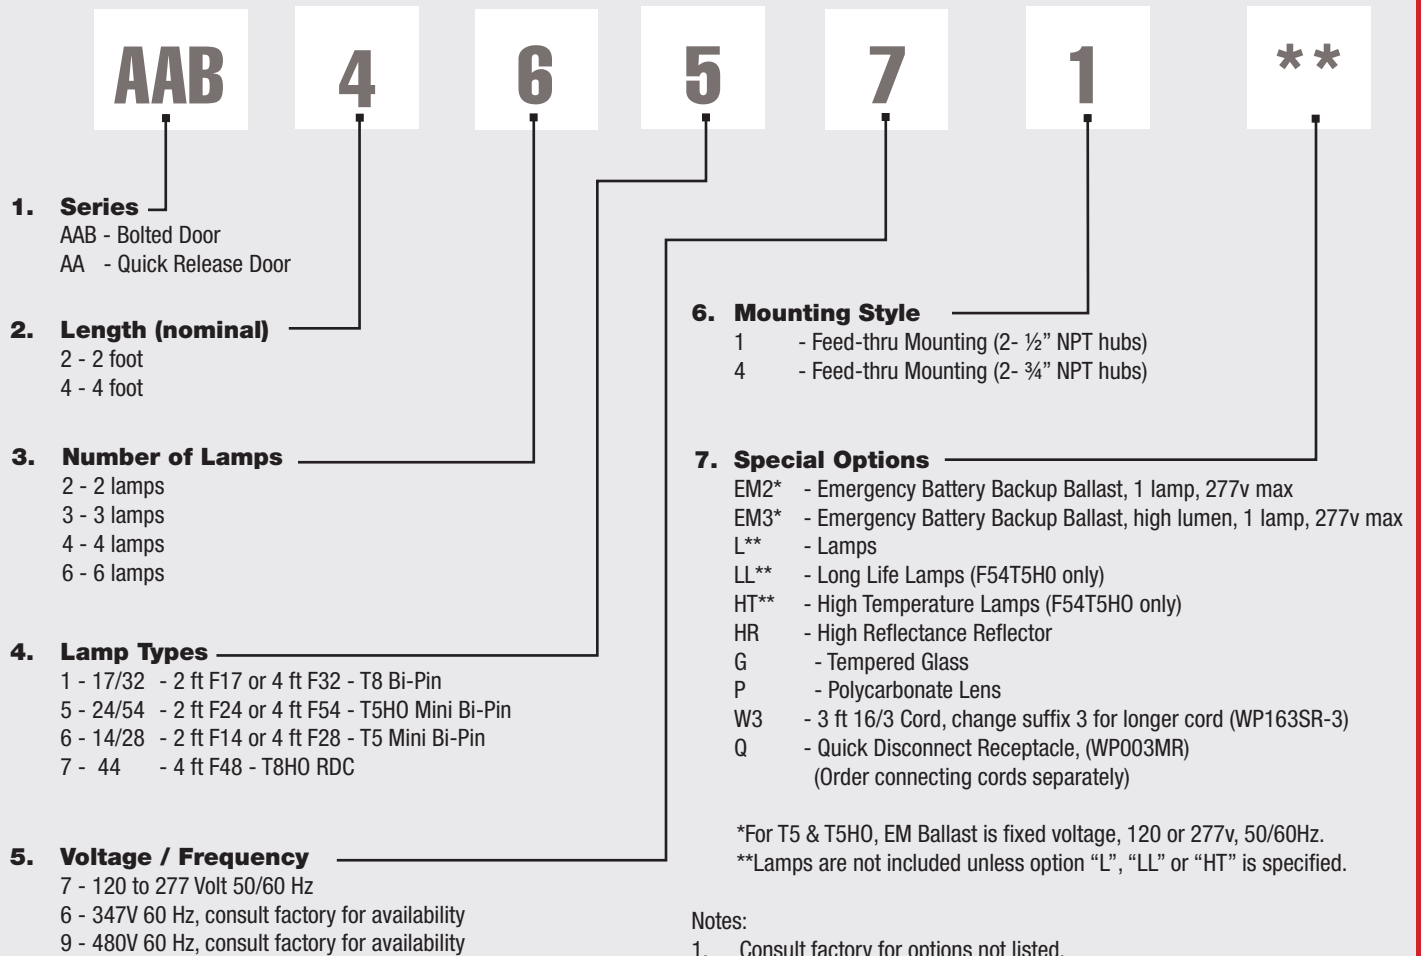 AAB 4 6 5 7 1 **
1. Series
AAB - Bolted Door
AA - Quick Release Door
2. Length (nominal)
2 - 2 foot
4 - 4 foot
3. Number of Lamps
2 - 2 lamps
3 - 3 lamps
4 - 4 lamps
6 - 6 lamps
4. Lamp Types
1 - 17/32 - 2 ft F17 or 4 ft F32 - T8 Bi-Pin
5 - 24/54 - 2 ft F24 or 4 ft F54 - T5HO Mini Bi-Pin
6 - 14/28 - 2 ft F14 or 4 ft F28 - T5 Mini Bi-Pin
7 - 44 - 4 ft F48 - T8HO RDC
5. Voltage / Frequency
7 - 120 to 277 Volt 50/60 Hz
6 - 347V 60 Hz, consult factory for availability
9 - 480V 60 Hz, consult factory for availability
6. Mounting Style
1 - Feed-thru Mounting (2- ½” NPT hubs)
4 - Feed-thru Mounting (2- ¾” NPT hubs)
7. Special Options
EM2* - Emergency Battery Backup Ballast, 1 lamp, 277v max
EM3* - Emergency Battery Backup Ballast, high lumen, 1 lamp, 277v max
L** - Lamps
LL** - Long Life Lamps (F54T5H0 only)
HT** - High Temperature Lamps (F54T5HO only)
HR - High Reflectance Reflector
G - Tempered Glass
P - Polycarbonate Lens
W3 - 3 ft 16/3 Cord, change suffix 3 for longer cord (WP163SR-3)
Q - Quick Disconnect Receptacle, (WP003MR)
(Order connecting cords separately)
*For T5 & T5HO, EM Ballast is fixed voltage, 120 or 277v, 50/60Hz.
**Lamps are not included unless option “L”, “LL” or “HT” is specified.
Notes:
1. Consult factory for options not listed.